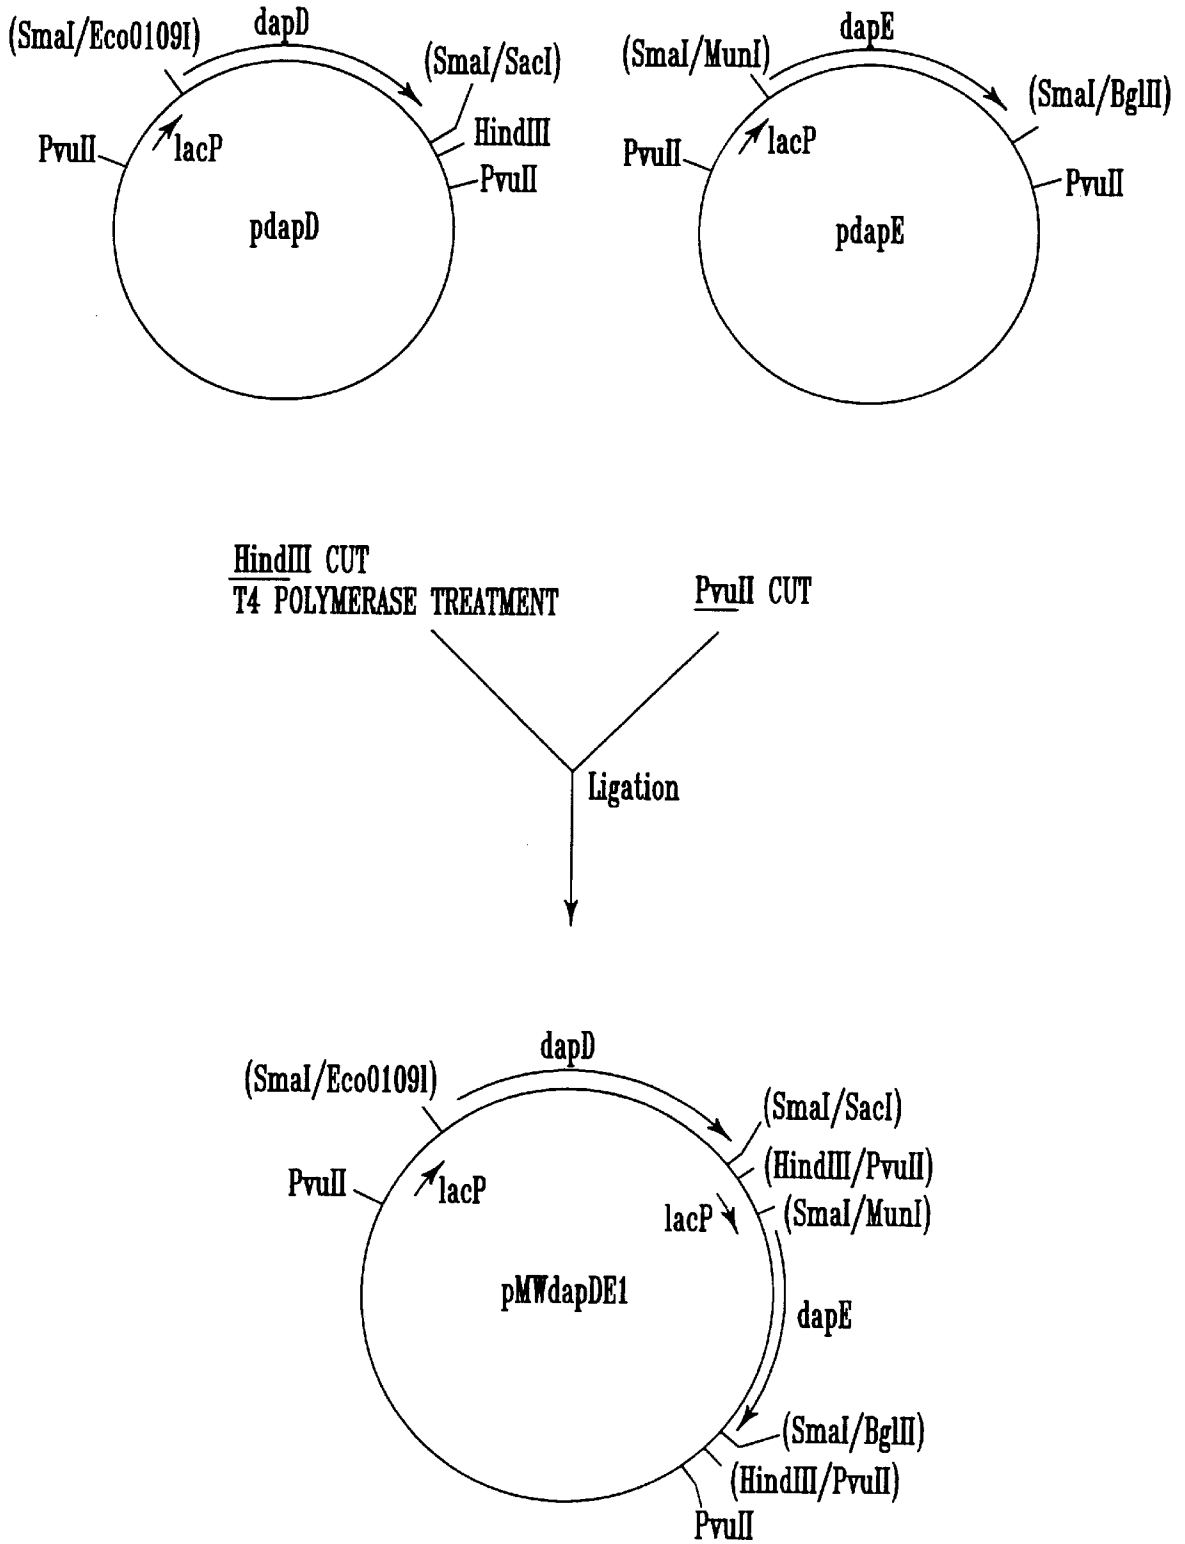 dapD
(SmaI/Eco0109I)
(SmaI/SacI)
HindIII
PvuII
lacP
PvuII
pdapD
dapE
(SmaI/MunI)
(SmaI/BglII)
lacP
PvuII
PvuII
pdapE
HindIII CUT
T4 POLYMERASE TREATMENT
PvuII CUT
Ligation
dapD
(SmaI/Eco0109I)
(SmaI/SacI)
(HindIII/PvuII)
PvuII
lacP
lacP
(SmaI/MunI)
pMWdapDE1
dapE
(SmaI/BglII)
(HindIII/PvuII)
PvuII